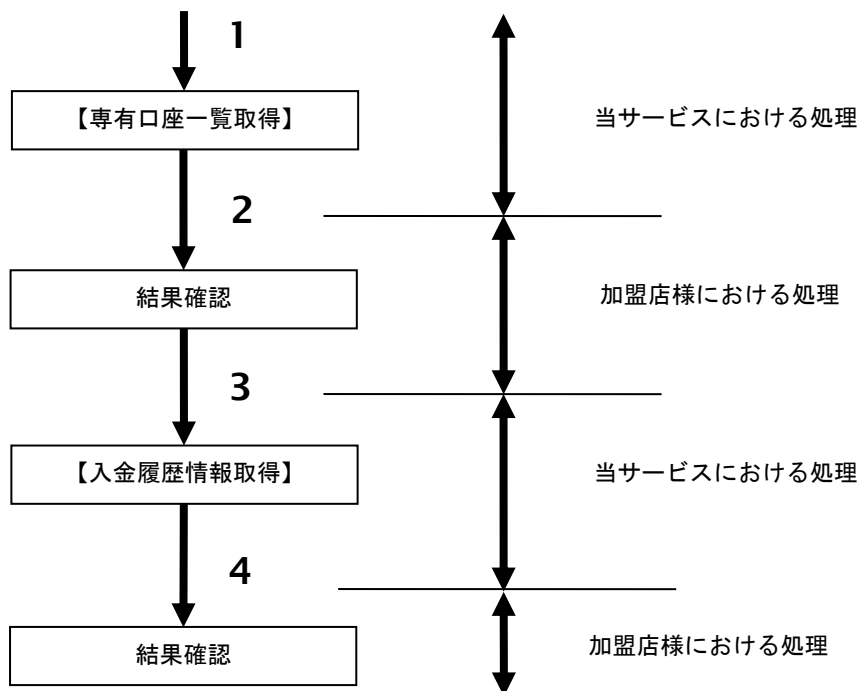 1
【専有口座一覧取得】
当サービスにおける処理
2
結果確認
加盟店様における処理
3
【入金履歴情報取得】
当サービスにおける処理
4
結果確認
加盟店様における処理